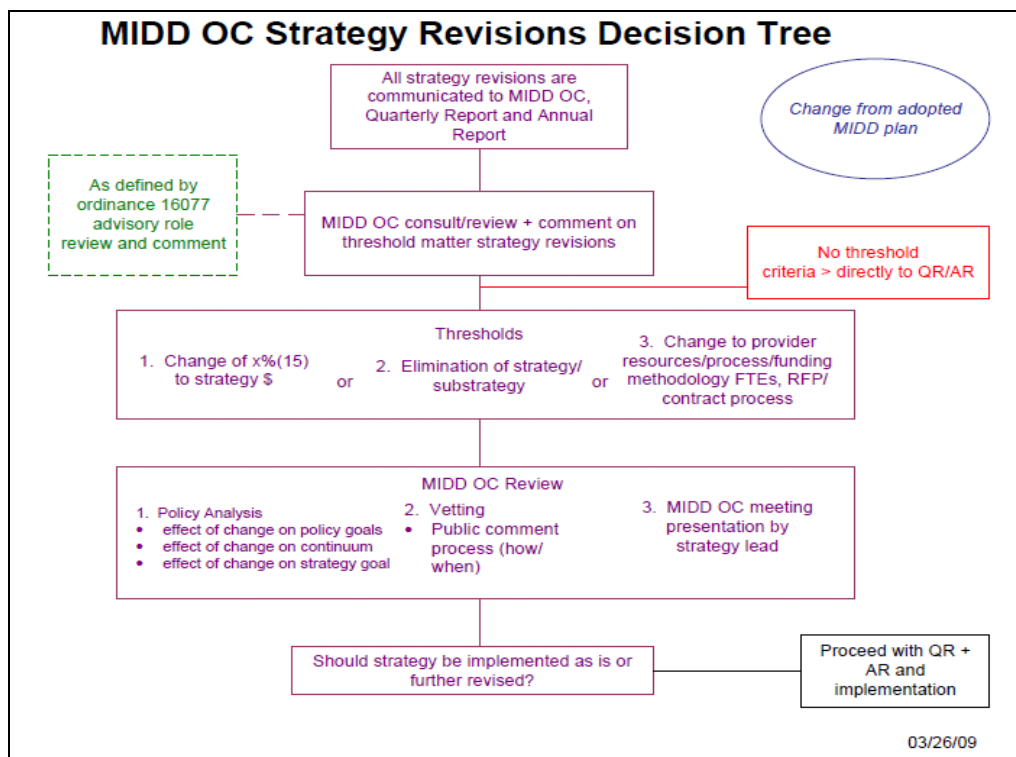 MIDD OC Strategy Revisions Decision Tree
All strategy revisions are
communicated to MIDD OC,
Quarterly Report and Annual
Report
Change from adopted
MIDD plan
As defined by
ordinance 16077
advisory role
review and comment
MIDD OC consult/review + comment on
threshold matter strategy revisions
No threshold
criteria > directly to QR/AR
Thresholds
1. Change of x%(15)
to strategy $
or
2. Elimination of strategy/
substrategy
or
3. Change to provider
resources/process/funding
methodology FTEs, RFP/
contract process
MIDD OC Review
1. Policy Analysis
• effect of change on policy goals
• effect of change on continuum
• effect of change on strategy goal
2. Vetting
• Public comment
process (how/
when)
3. MIDD OC meeting
presentation by
strategy lead
Should strategy be implemented as is or
further revised?
Proceed with QR +
AR and
implementation
03/26/09